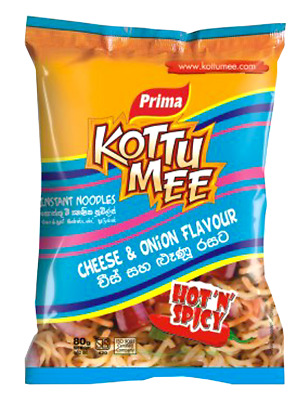 www.kottumee.com
Prima
KOTTU
MEE
INSTANT NOODLES
CHEESE & ONION FLAVOUR
චීස් සහ ළූණු රසට
HOT 'N'
SPICY
80g